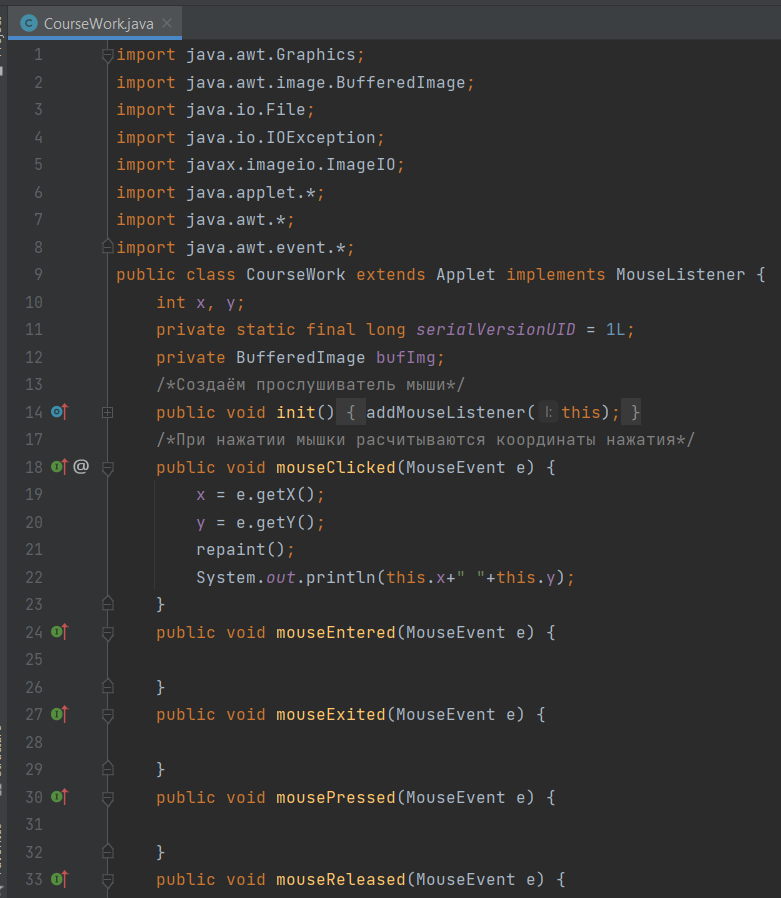 CourseWork.java
1 import java.awt.Graphics;
2 import java.awt.image.BufferedImage;
3 import java.io.File;
4 import java.io.IOException;
5 import javax.imageio.ImageIO;
6 import java.applet.*;
7 import java.awt.*;
8 import java.awt.event.*;
9 public class CourseWork extends Applet implements MouseListener {
10 int x, y;
11 private static final long serialVersionUID = 1L;
12 private BufferedImage bufImg;
13 /*Создаём прослушиватель мыши*/
14 public void init() { addMouseListener( l: this); }
17 /*При нажатии мышки расчитываются координаты нажатия*/
18 @ public void mouseClicked(MouseEvent e) {
19 x = e.getX();
20 y = e.getY();
21 repaint();
22 System.out.println(this.x+" "+this.y);
23 }
24 public void mouseEntered(MouseEvent e) {
25
26 }
27 public void mouseExited(MouseEvent e) {
28
29 }
30 public void mousePressed(MouseEvent e) {
31
32 }
33 public void mouseReleased(MouseEvent e) {